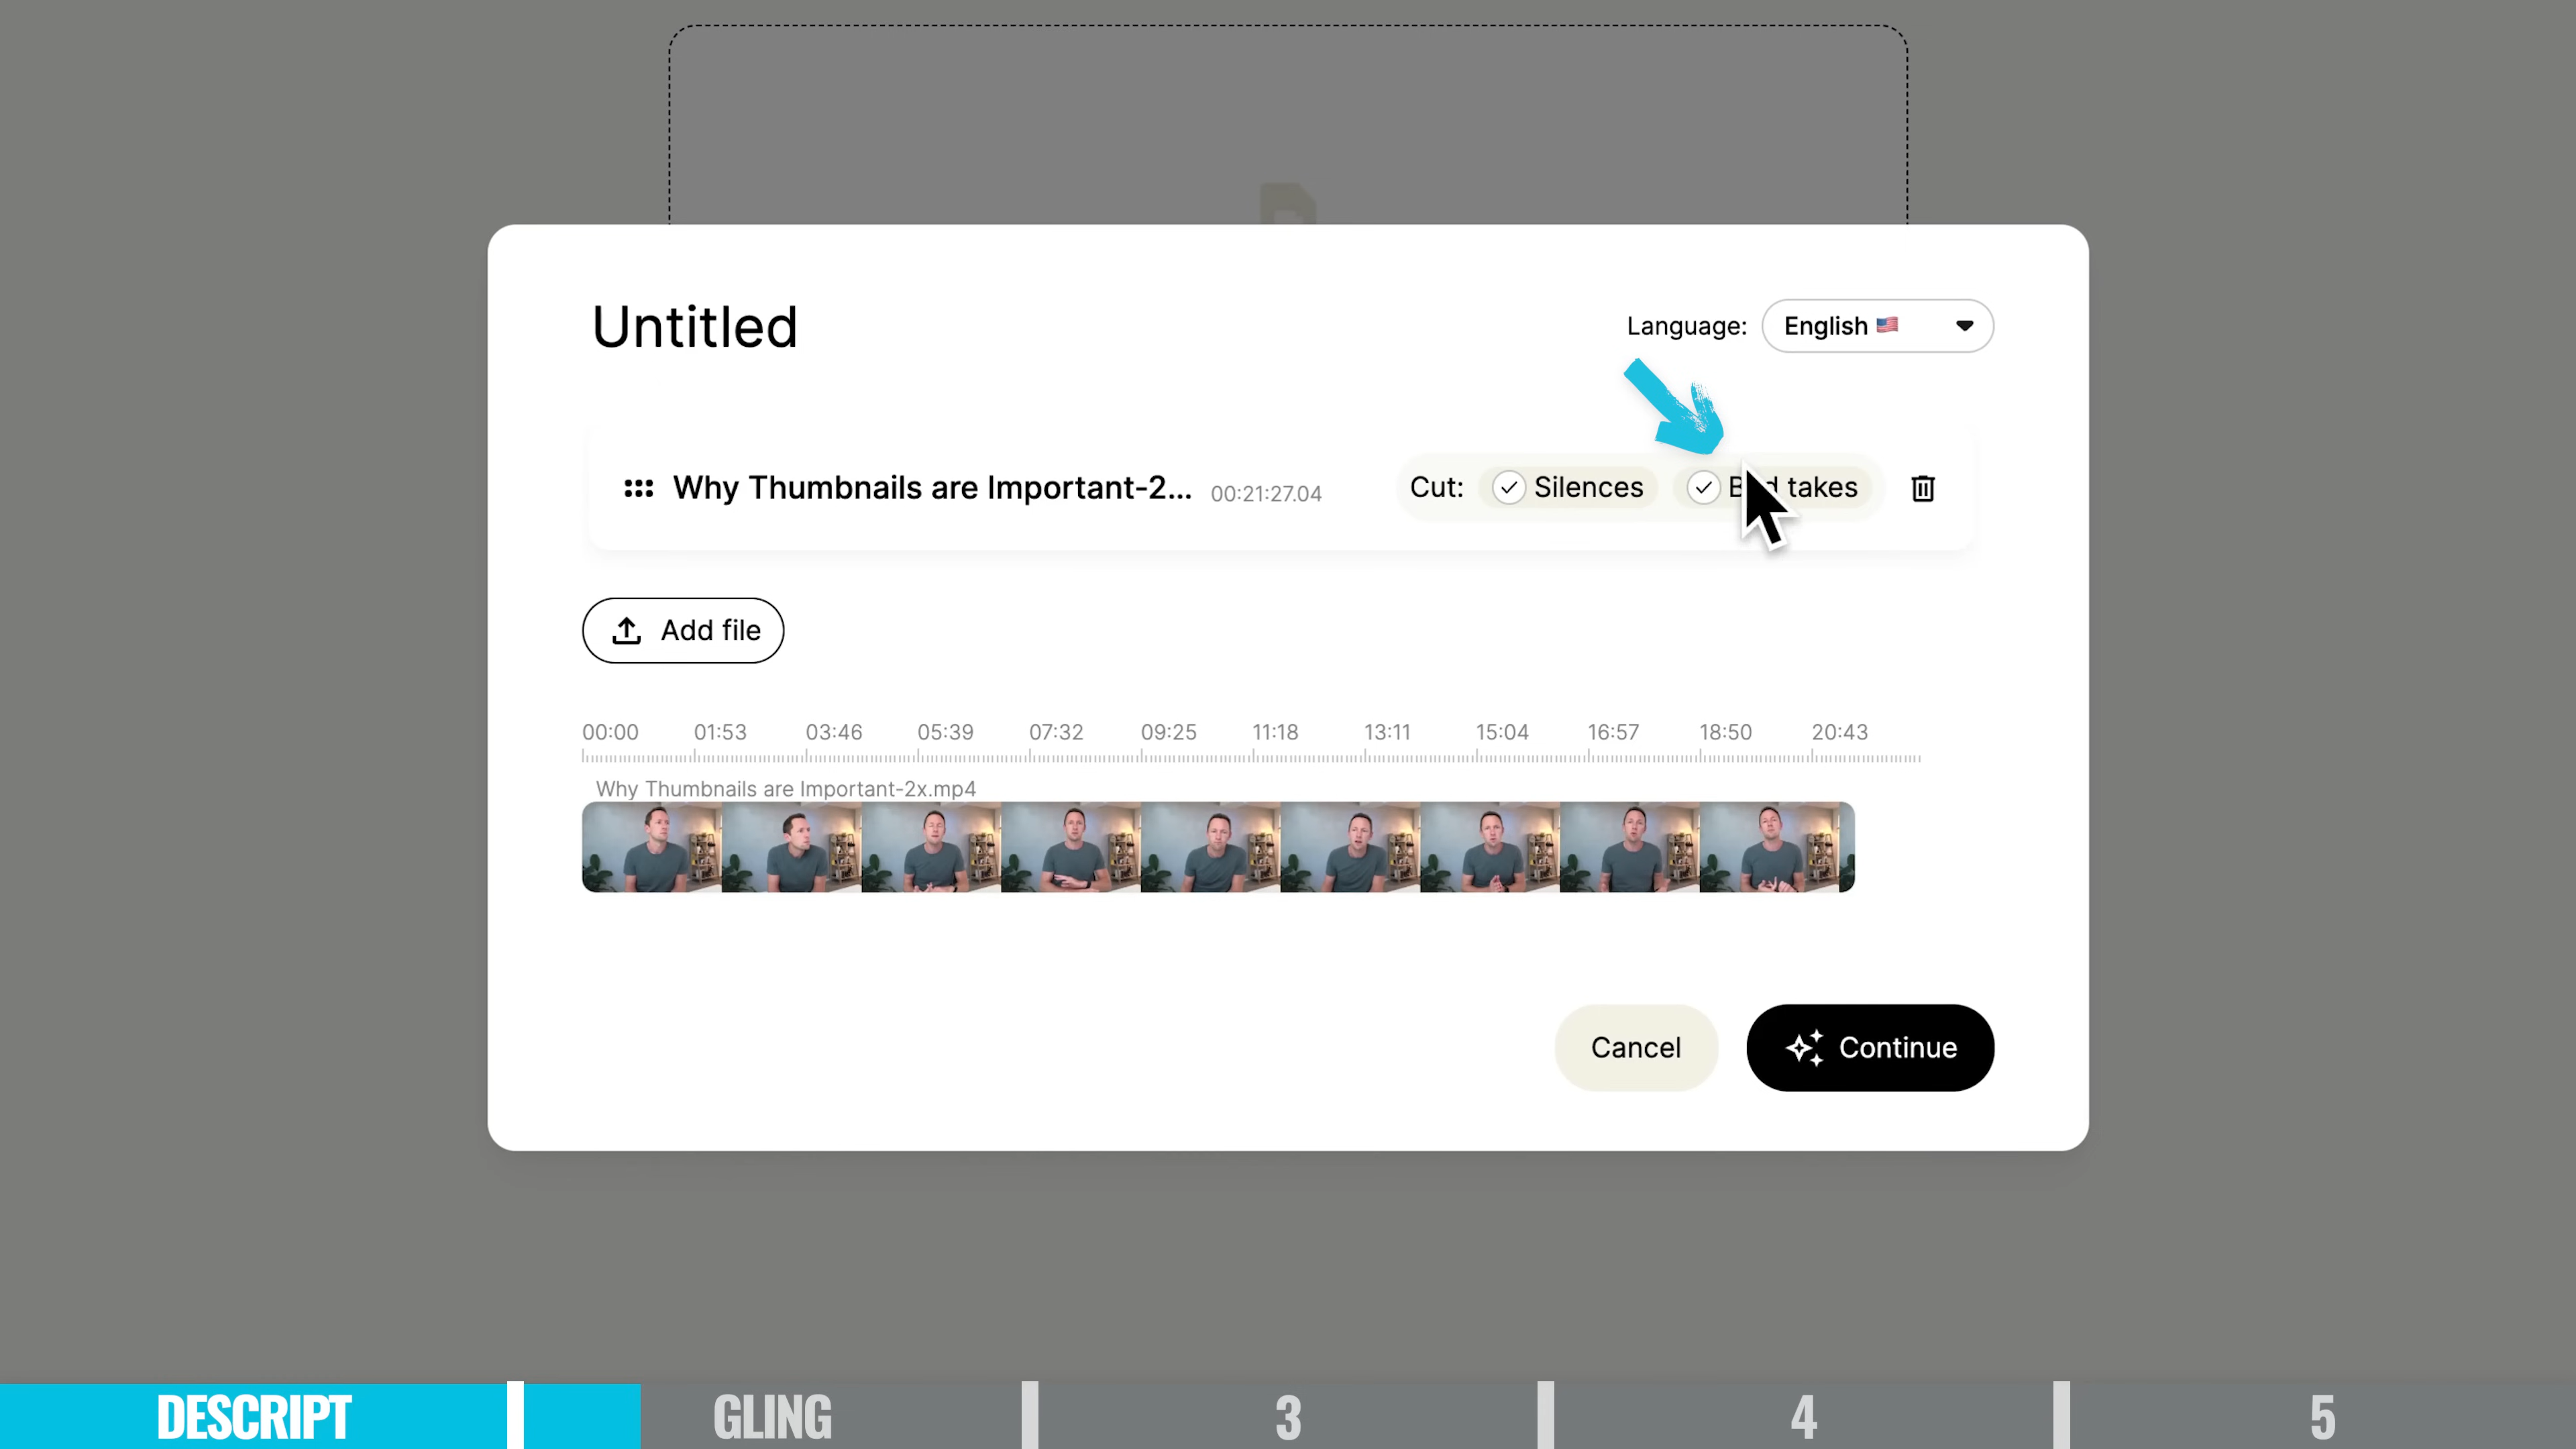 Untitled
Language: English
Why Thumbnails are Important-2... 00:21:27.04 Cut: Silences takes
Add file
00:00 01:53 03:46 05:39 07:32 09:25 11:18 13:11 15:04 16:57 18:50 20:43
Why Thumbnails are Important-2x.mp4
Cancel Continue
DESCRIPT GLING 3 4 5